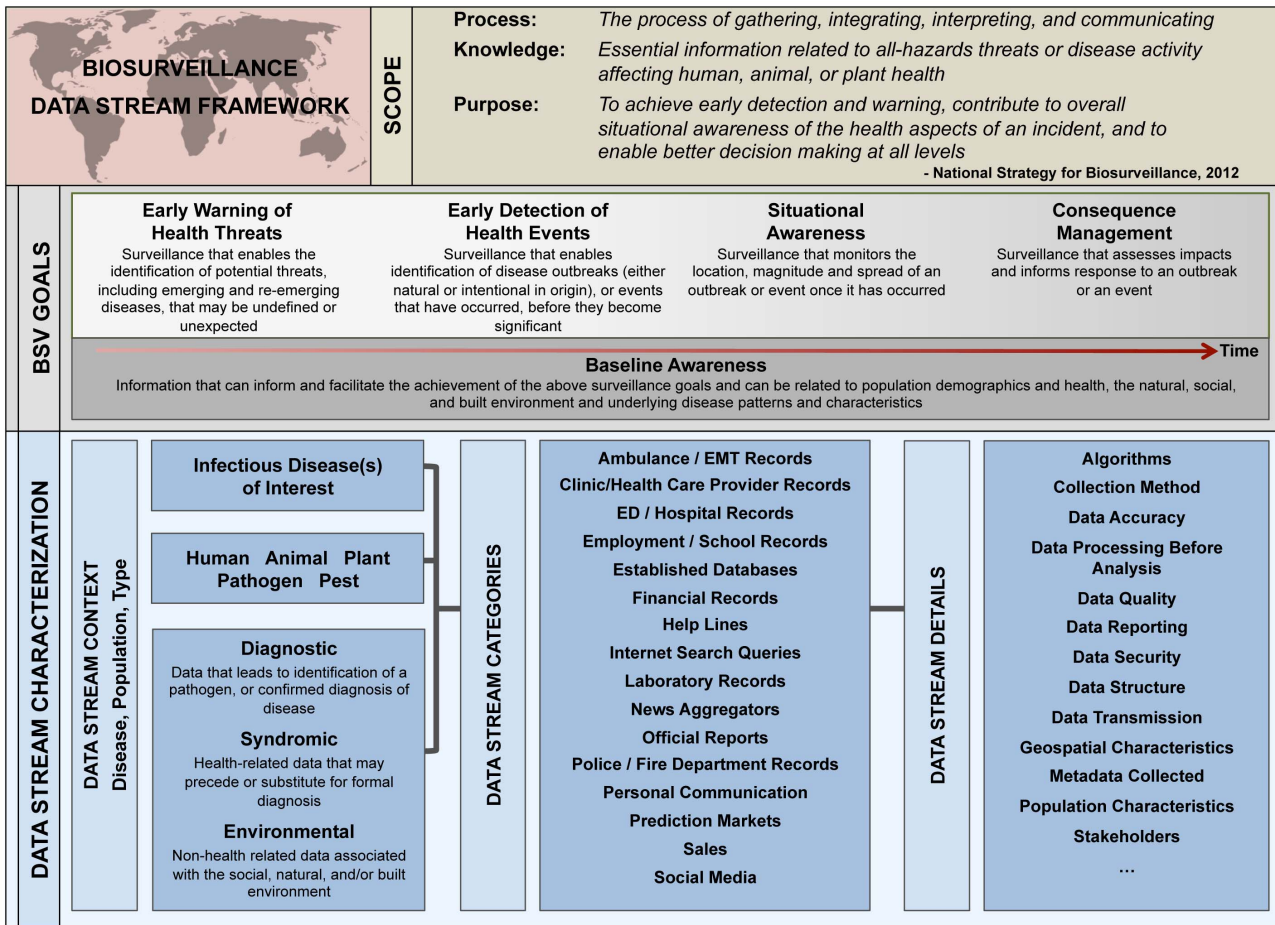 BIOSURVEILLANCE
DATA STREAM FRAMEWORK
SCOPE
Process: The process of gathering, integrating, interpreting, and communicating
Knowledge: Essential information related to all-hazards threats or disease activity
affecting human, animal, or plant health
Purpose: To achieve early detection and warning, contribute to overall
situational awareness of the health aspects of an incident, and to
enable better decision making at all levels
- National Strategy for Biosurveillance, 2012
BSV GOALS
Early Warning of
Health Threats
Surveillance that enables the
identification of potential threats,
including emerging and re-emerging
diseases, that may be undefined or
unexpected
Early Detection of
Health Events
Surveillance that enables
identification of disease outbreaks (either
natural or intentional in origin), or events
that have occurred, before they become
significant
Situational
Awareness
Surveillance that monitors the
location, magnitude and spread of an
outbreak or event once it has occurred
Consequence
Management
Surveillance that assesses impacts
and informs response to an outbreak
or an event
Time
Baseline Awareness
Information that can inform and facilitate the achievement of the above surveillance goals and can be related to population demographics and health, the natural, social,
and built environment and underlying disease patterns and characteristics
DATA STREAM CHARACTERIZATION
DATA STREAM CONTEXT
Disease, Population, Type
Infectious Disease(s)
of Interest
Human Animal Plant
Pathogen Pest
Diagnostic
Data that leads to identification of a
pathogen, or confirmed diagnosis of
disease
Syndromic
Health-related data that may
precede or substitute for formal
diagnosis
Environmental
Non-health related data associated
with the social, natural, and/or built
environment
DATA STREAM CATEGORIES
Ambulance / EMT Records
Clinic/Health Care Provider Records
ED / Hospital Records
Employment / School Records
Established Databases
Financial Records
Help Lines
Internet Search Queries
Laboratory Records
News Aggregators
Official Reports
Police / Fire Department Records
Personal Communication
Prediction Markets
Sales
Social Media
DATA STREAM DETAILS
Algorithms
Collection Method
Data Accuracy
Data Processing Before
Analysis
Data Quality
Data Reporting
Data Security
Data Structure
Data Transmission
Geospatial Characteristics
Metadata Collected
Population Characteristics
Stakeholders
...